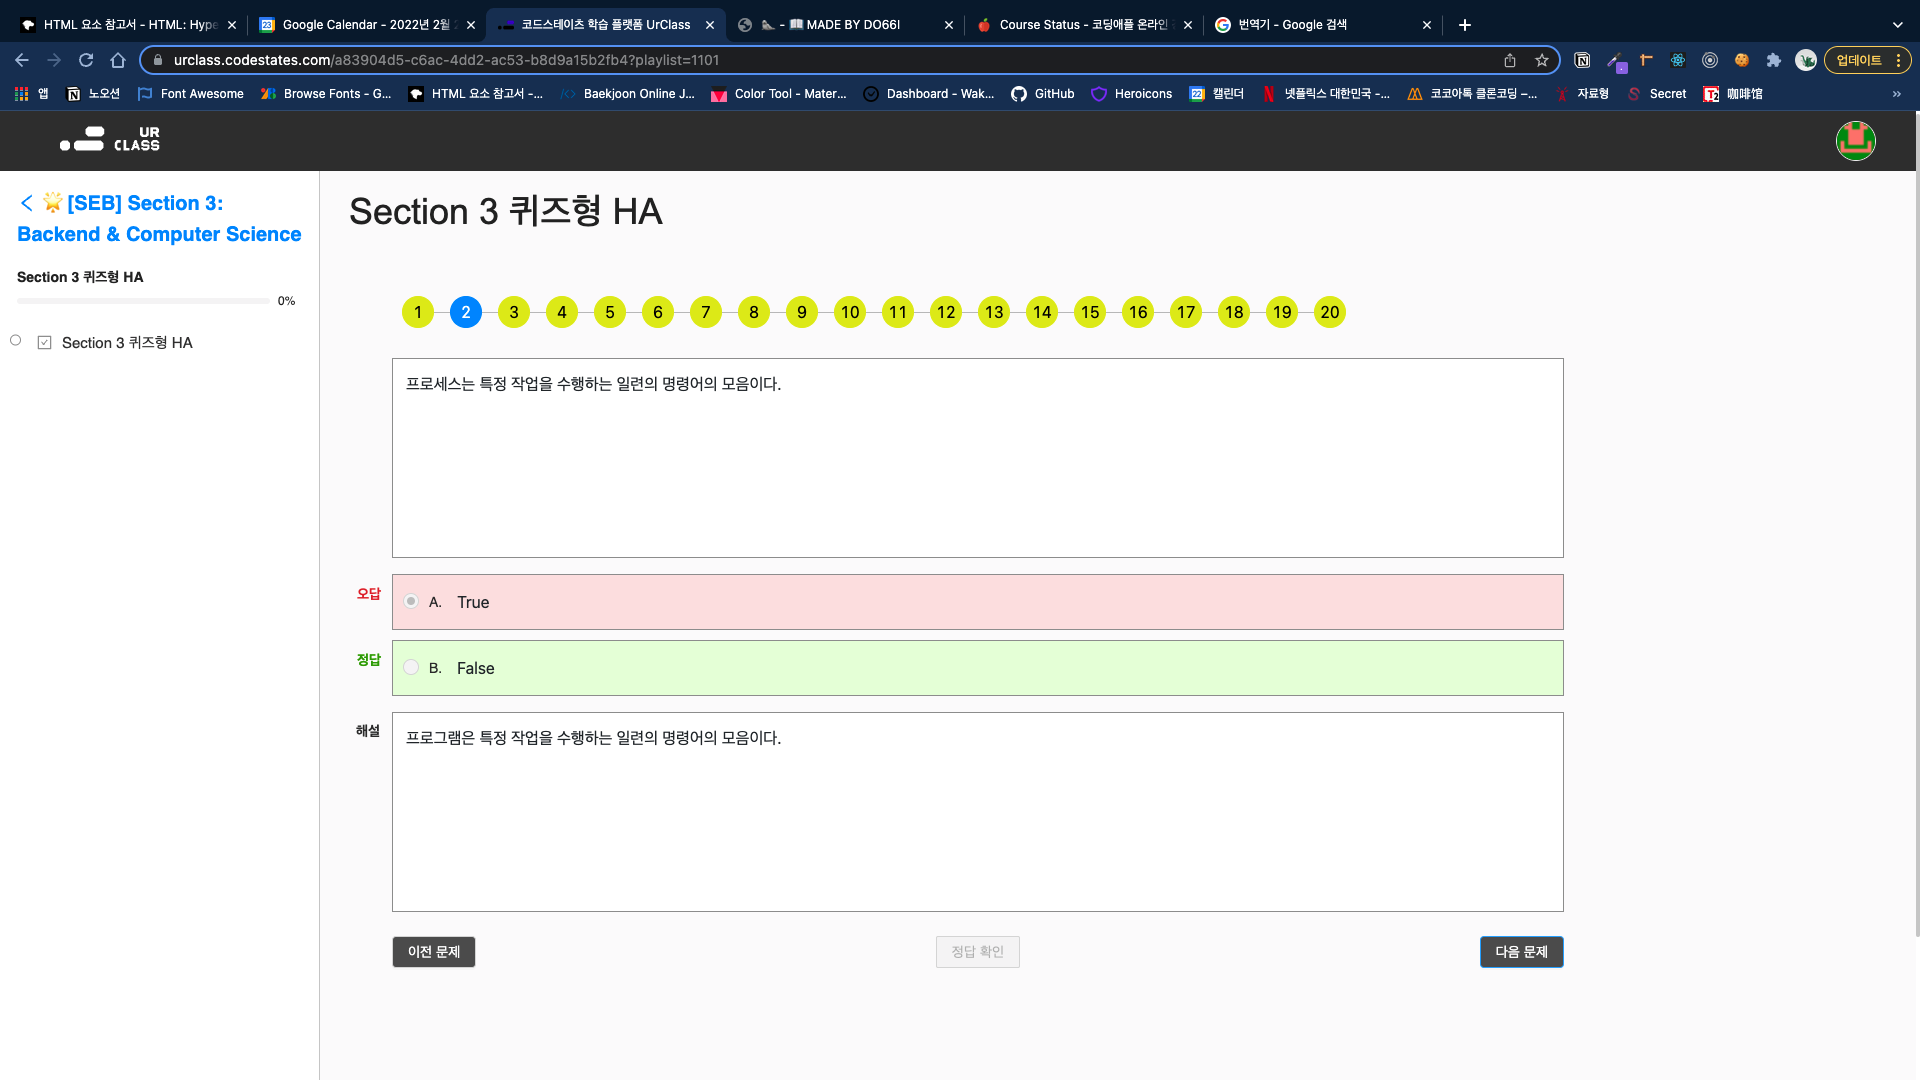 HTML 요소 참고서 - HTML: Hype
Google Calendar - 2022년 2월 2
코드스테이츠 학습 플랫폼 UrClass
- 📖 MADE BY DO66I
Course Status - 코딩애플 온라인
번역기 - Google 검색
urclass.codestates.com/a83904d5-c6ac-4dd2-ac53-b8d9a15b2fb4?playlist=1101
업데이트
앱
노오션
Font Awesome
Browse Fonts - G...
HTML 요소 참고서 -...
Baekjoon Online J...
Color Tool - Mater...
Dashboard - Wak...
GitHub
Heroicons
22 캘린더
넷플릭스 대한민국 -...
코코아톡 클론코딩 –...
자료형
Secret
咖啡馆
UR
CLASS
🌟[SEB] Section 3:
Backend & Computer Science
Section 3 퀴즈형 HA
0%
Section 3 퀴즈형 HA
Section 3 퀴즈형 HA
1 2 3 4 5 6 7 8 9 10 11 12 13 14 15 16 17 18 19 20
프로세스는 특정 작업을 수행하는 일련의 명령어의 모음이다.
오답 A. True
정답 B. False
해설 프로그램은 특정 작업을 수행하는 일련의 명령어의 모음이다.
이전 문제
정답 확인
다음 문제